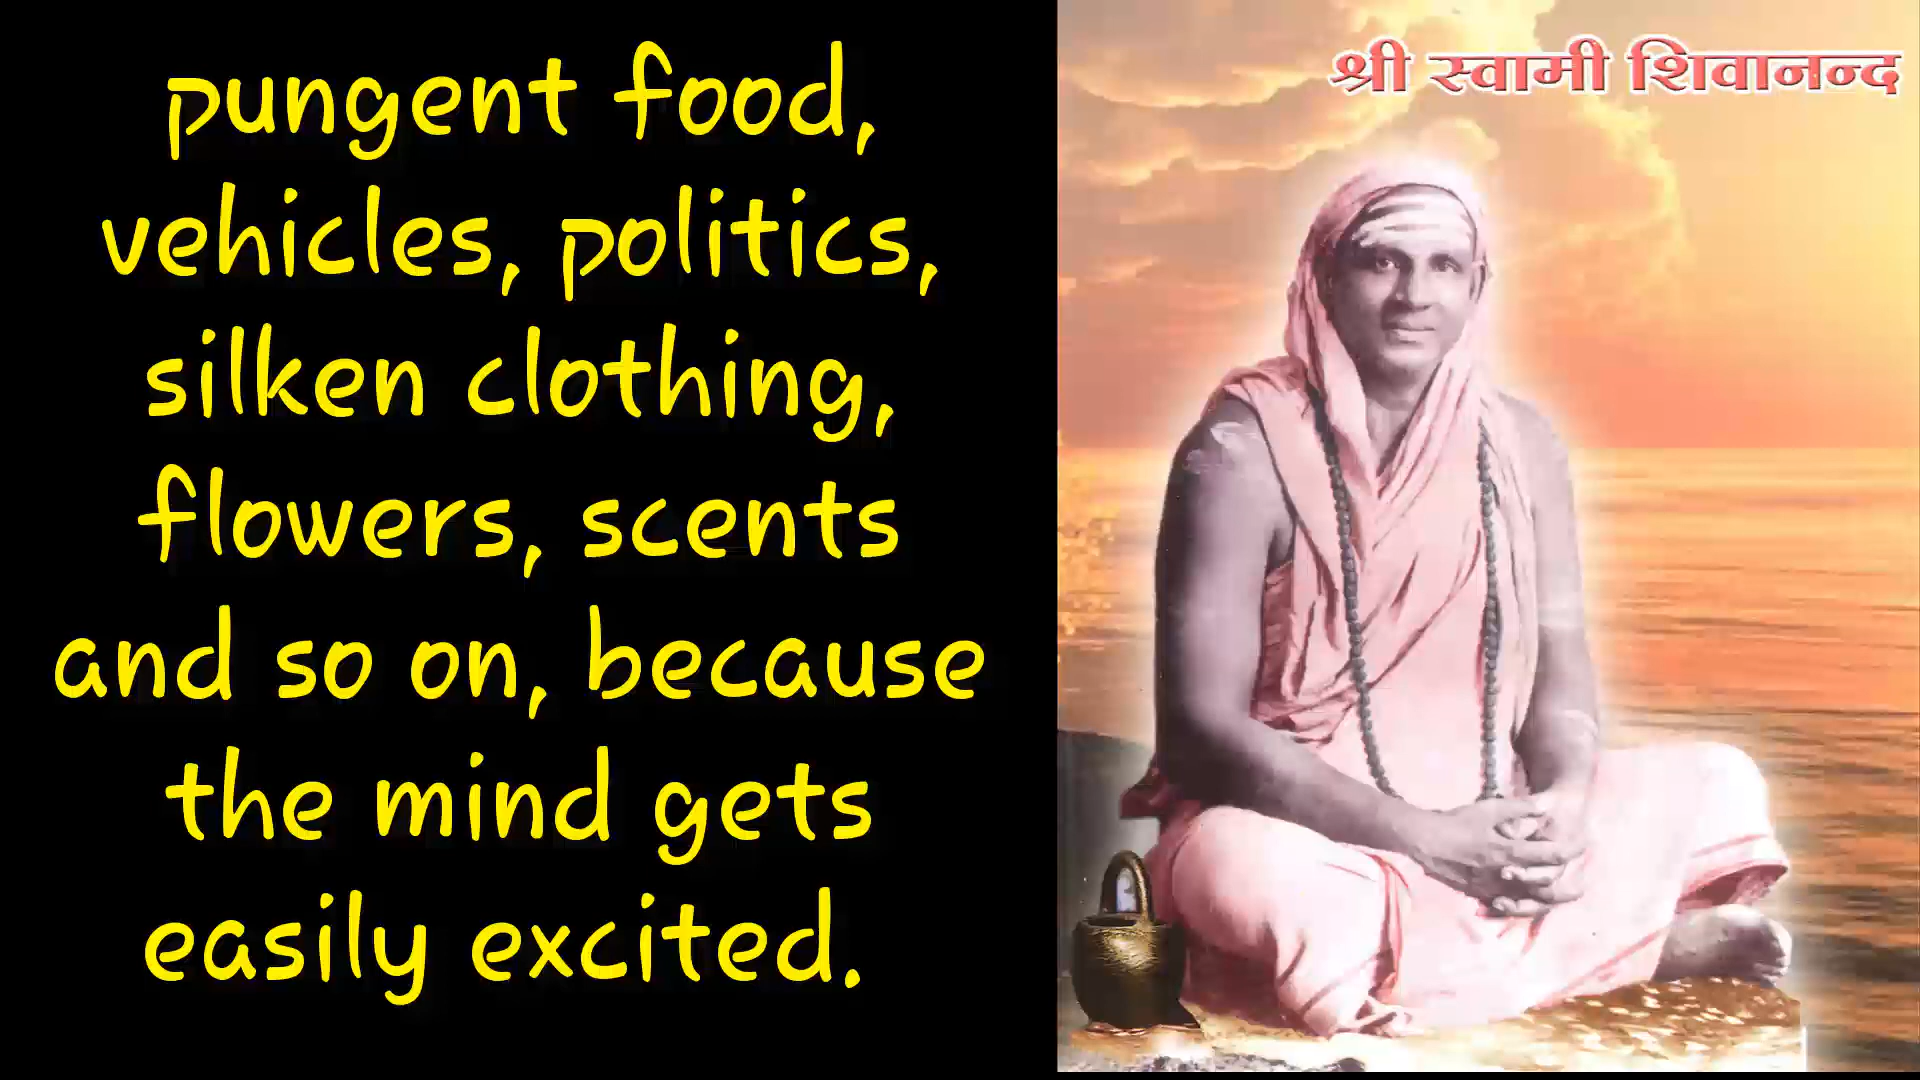 pungent food,
vehicles, politics,
silken clothing,
flowers, scents
and so on, because
the mind gets
easily excited.
श्री स्वामी शिवानन्द